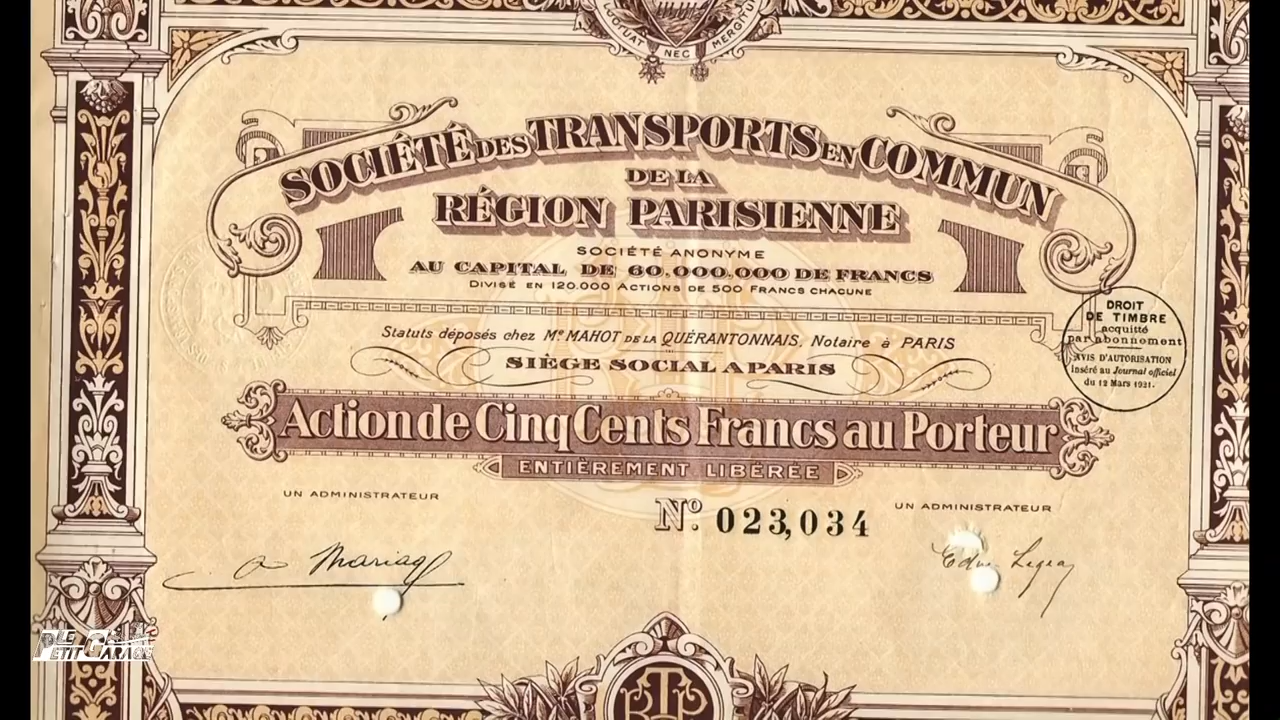 FLUCTUAT NEC MERGITUR
SOCIÉTÉ DES TRANSPORTS EN COMMUN
DE LA
RÉGION PARISIENNE
SOCIÉTÉ ANONYME
AU CAPITAL DE 60.000.000 DE FRANCS
DIVISÉ EN 120.000 ACTIONS DE 500 FRANCS CHACUNE
Statuts déposés chez Me MAHOT DE LA QUÉRANTONNAIS, Notaire à PARIS
SIÈGE SOCIAL A PARIS
DROIT
DE TIMBRE
acquitté
par abonnement
AVIS D'AUTORISATION
inséré au Journal officiel
du 12 Mars 1921.
Action de Cinq Cents Francs au Porteur
ENTIÈREMENT LIBÉRÉE
UN ADMINISTRATEUR
No. 023,034
UN ADMINISTRATEUR
a Mariage
LE
PETIT GARAGE